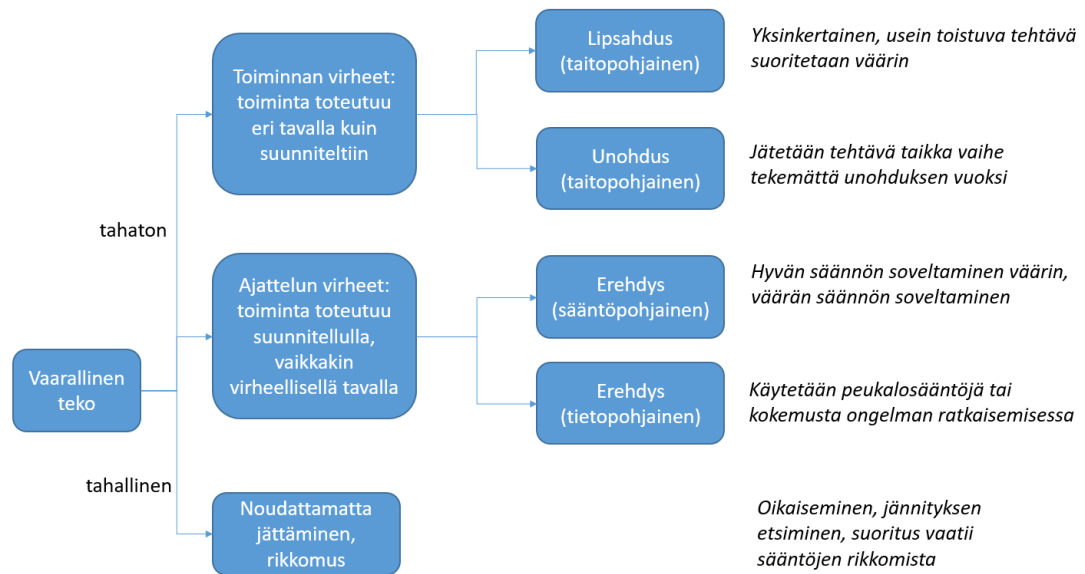 Lipsahdus
(taitopohjainen)
Yksinkertainen, usein toistuva tehtävä
suoritetaan väärin
Toiminnan virheet:
toiminta toteutuu
eri tavalla kuin
suunniteltiin
Unohdus
(taitopohjainen)
Jätetään tehtävä taikka vaihe
tekemättä unohduksen vuoksi
tahaton
Ajattelun virheet:
toiminta toteutuu
suunnitellulla,
vaikkakin
virheellisellä tavalla
Erehdys
(sääntöpohjainen)
Hyvän säännön soveltaminen väärin,
väärän säännön soveltaminen
Vaarallinen
teko
Erehdys
(tietopohjainen)
Käytetään peukalosääntöjä tai
kokemusta ongelman ratkaisemisessa
tahallinen
Noudattamatta
jättäminen,
rikkomus
Oikaiseminen, jännityksen
etsiminen, suoritus vaatii
sääntöjen rikkomista